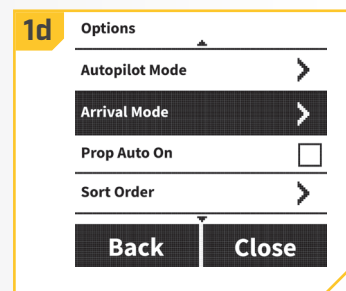 1d
Options
Autopilot Mode
Arrival Mode
Prop Auto On
Sort Order
Back Close